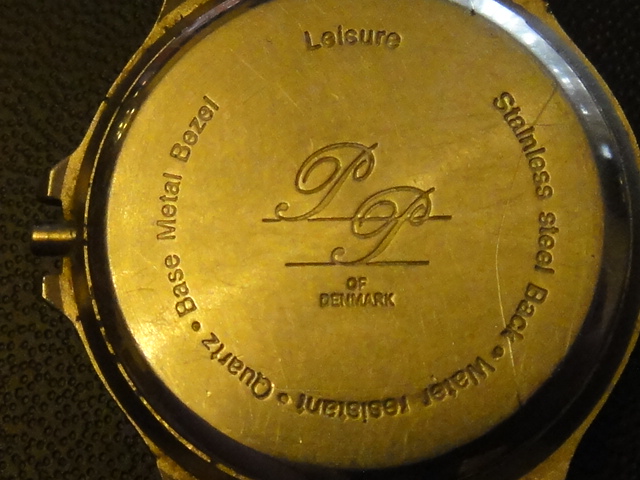 Leisure
Stainless steel Back • Water resistant • Quartz • Base Metal Bezel
PP
OF
DENMARK